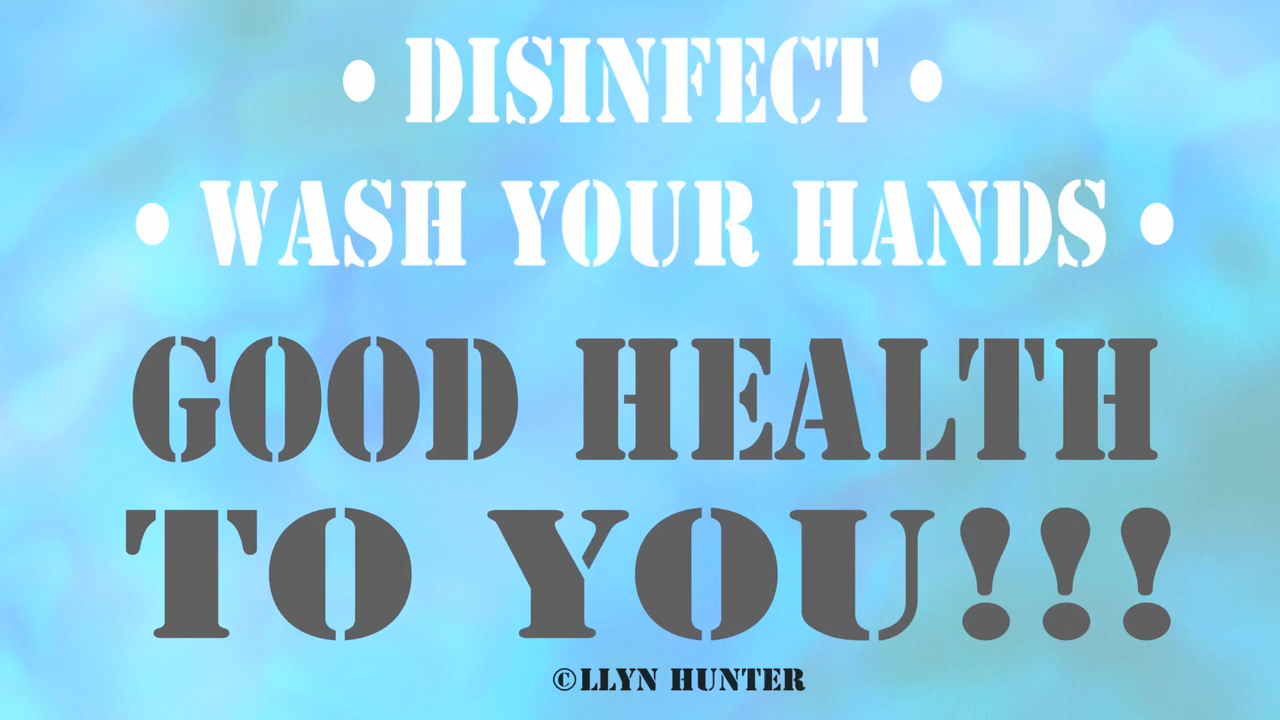 • DISINFECT •
• WASH YOUR HANDS •
GOOD HEALTH
TO YOU!!!
©LLYN HUNTER